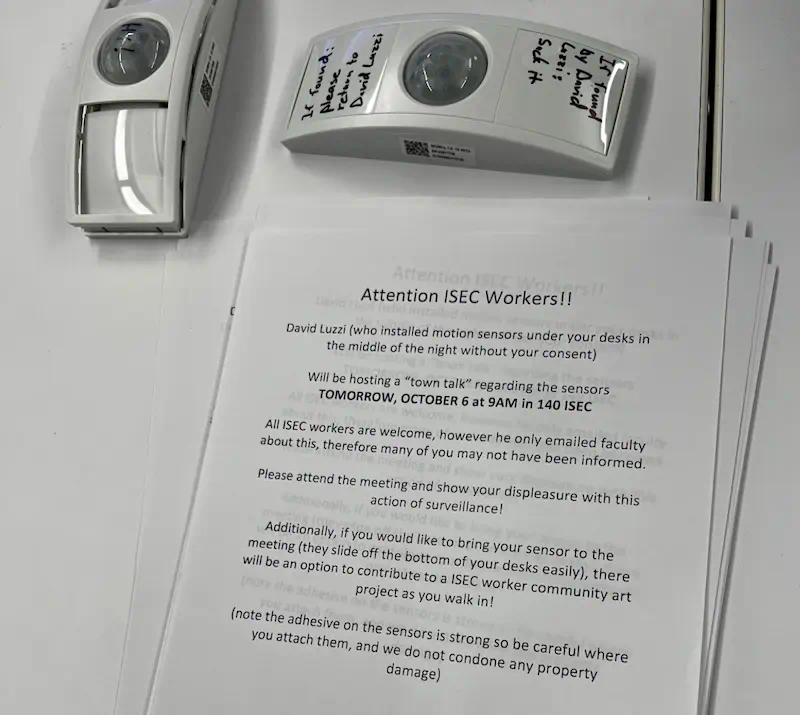 Hi!
If found:
please
return to
David Luzzi
If found
by David
Luzzi:
Suck it
Attention ISEC Workers!!
David Luzzi (who installed motion sensors under your desks in
the middle of the night without your consent)
Will be hosting a “town talk” regarding the sensors
TOMORROW, OCTOBER 6 at 9AM in 140 ISEC
All ISEC workers are welcome, however he only emailed faculty
about this, therefore many of you may not have been informed.
Please attend the meeting and show your displeasure with this
action of surveillance!
Additionally, if you would like to bring your sensor to the
meeting (they slide off the bottom of your desks easily), there
will be an option to contribute to a ISEC worker community art
project as you walk in!
(note the adhesive on the sensors is strong so be careful where
you attach them, and we do not condone any property
damage)